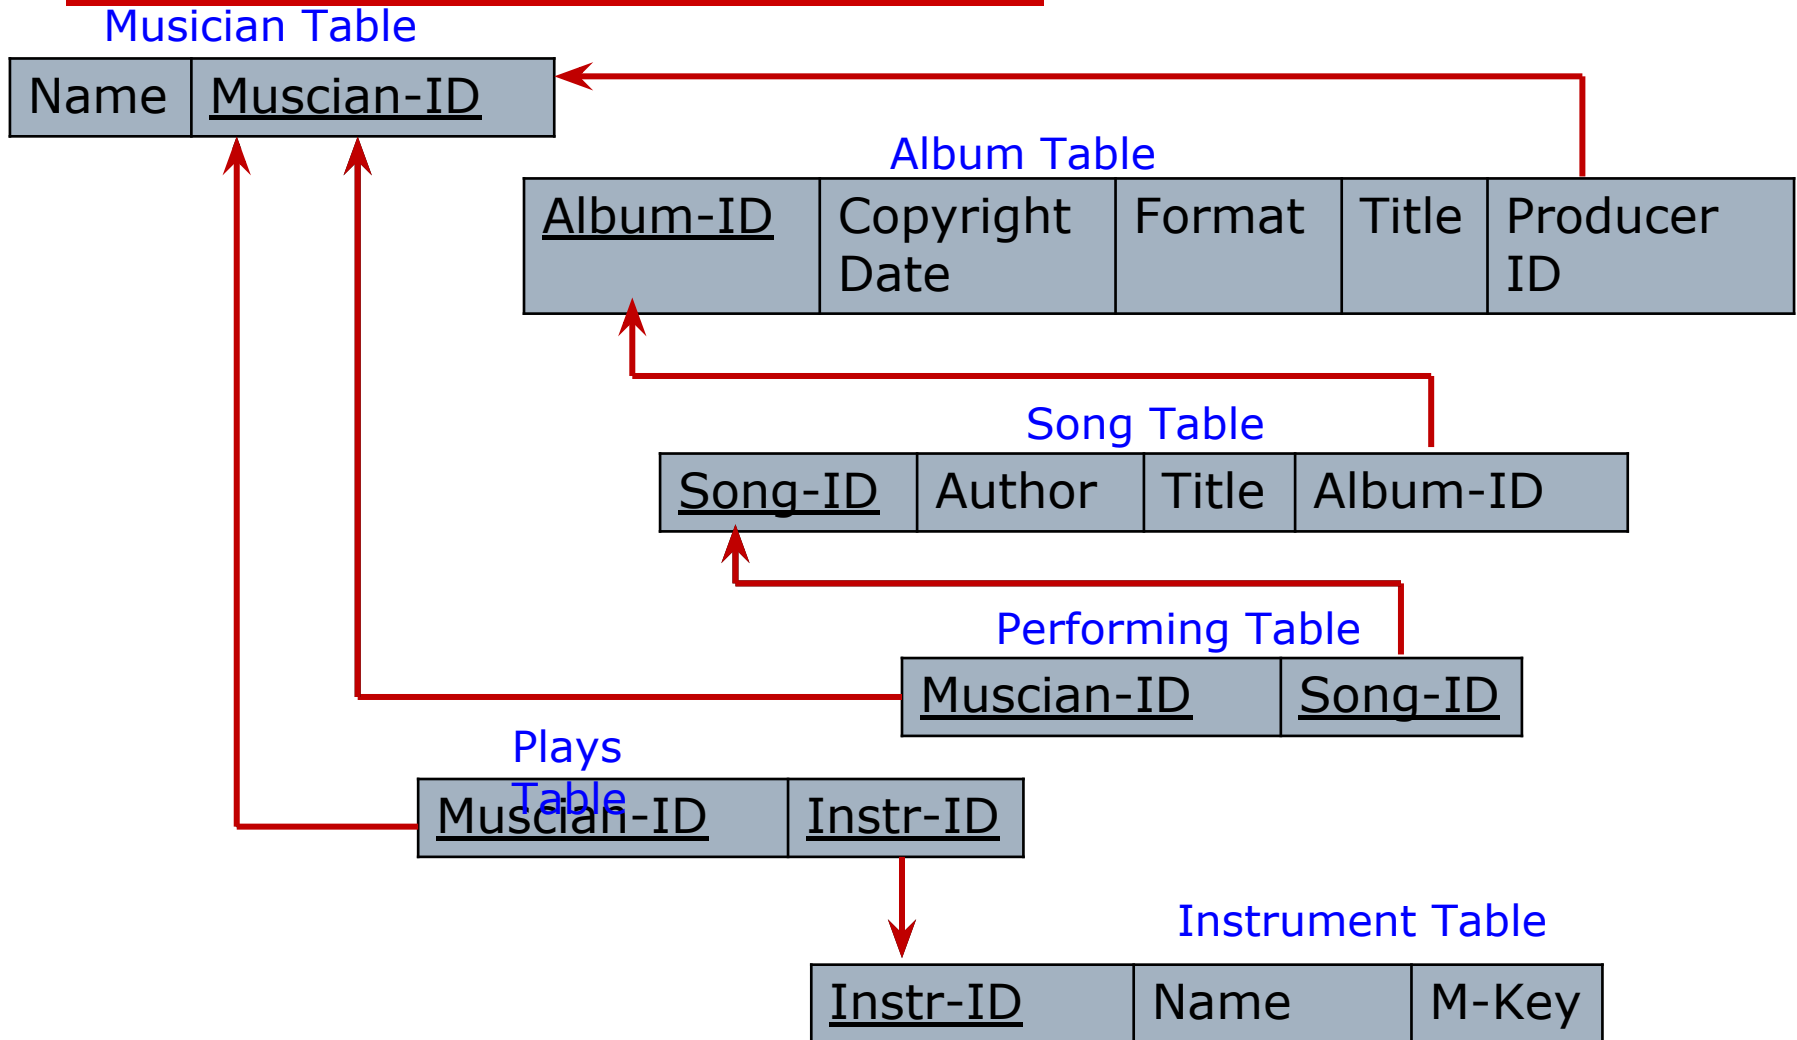 Musician Table
Name Muscian-ID
Album Table
Album-ID Copyright Format Title Producer
Date ID
Song Table
Song-ID Author Title Album-ID
Performing Table
Muscian-ID Song-ID
Plays
Table
Muscian-ID Instr-ID
Instrument Table
Instr-ID Name M-Key